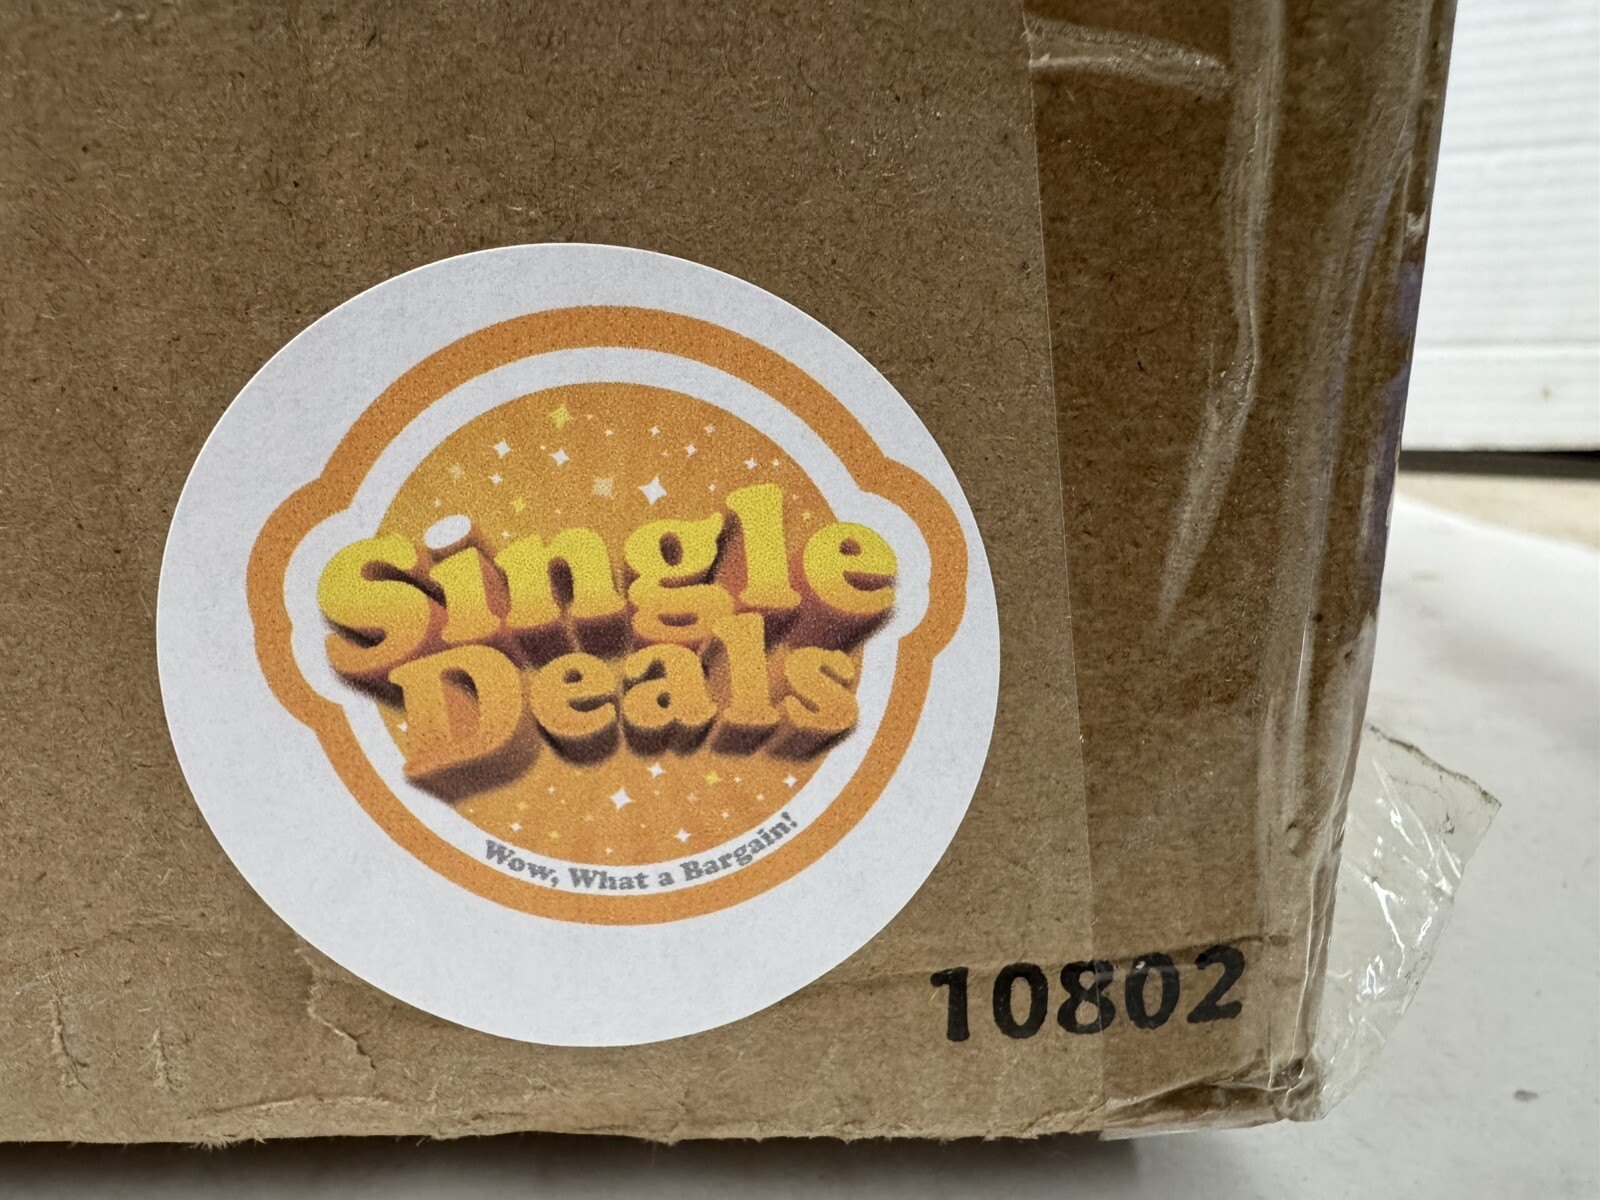 Single
Deals
Wow, What a Bargain!
10802